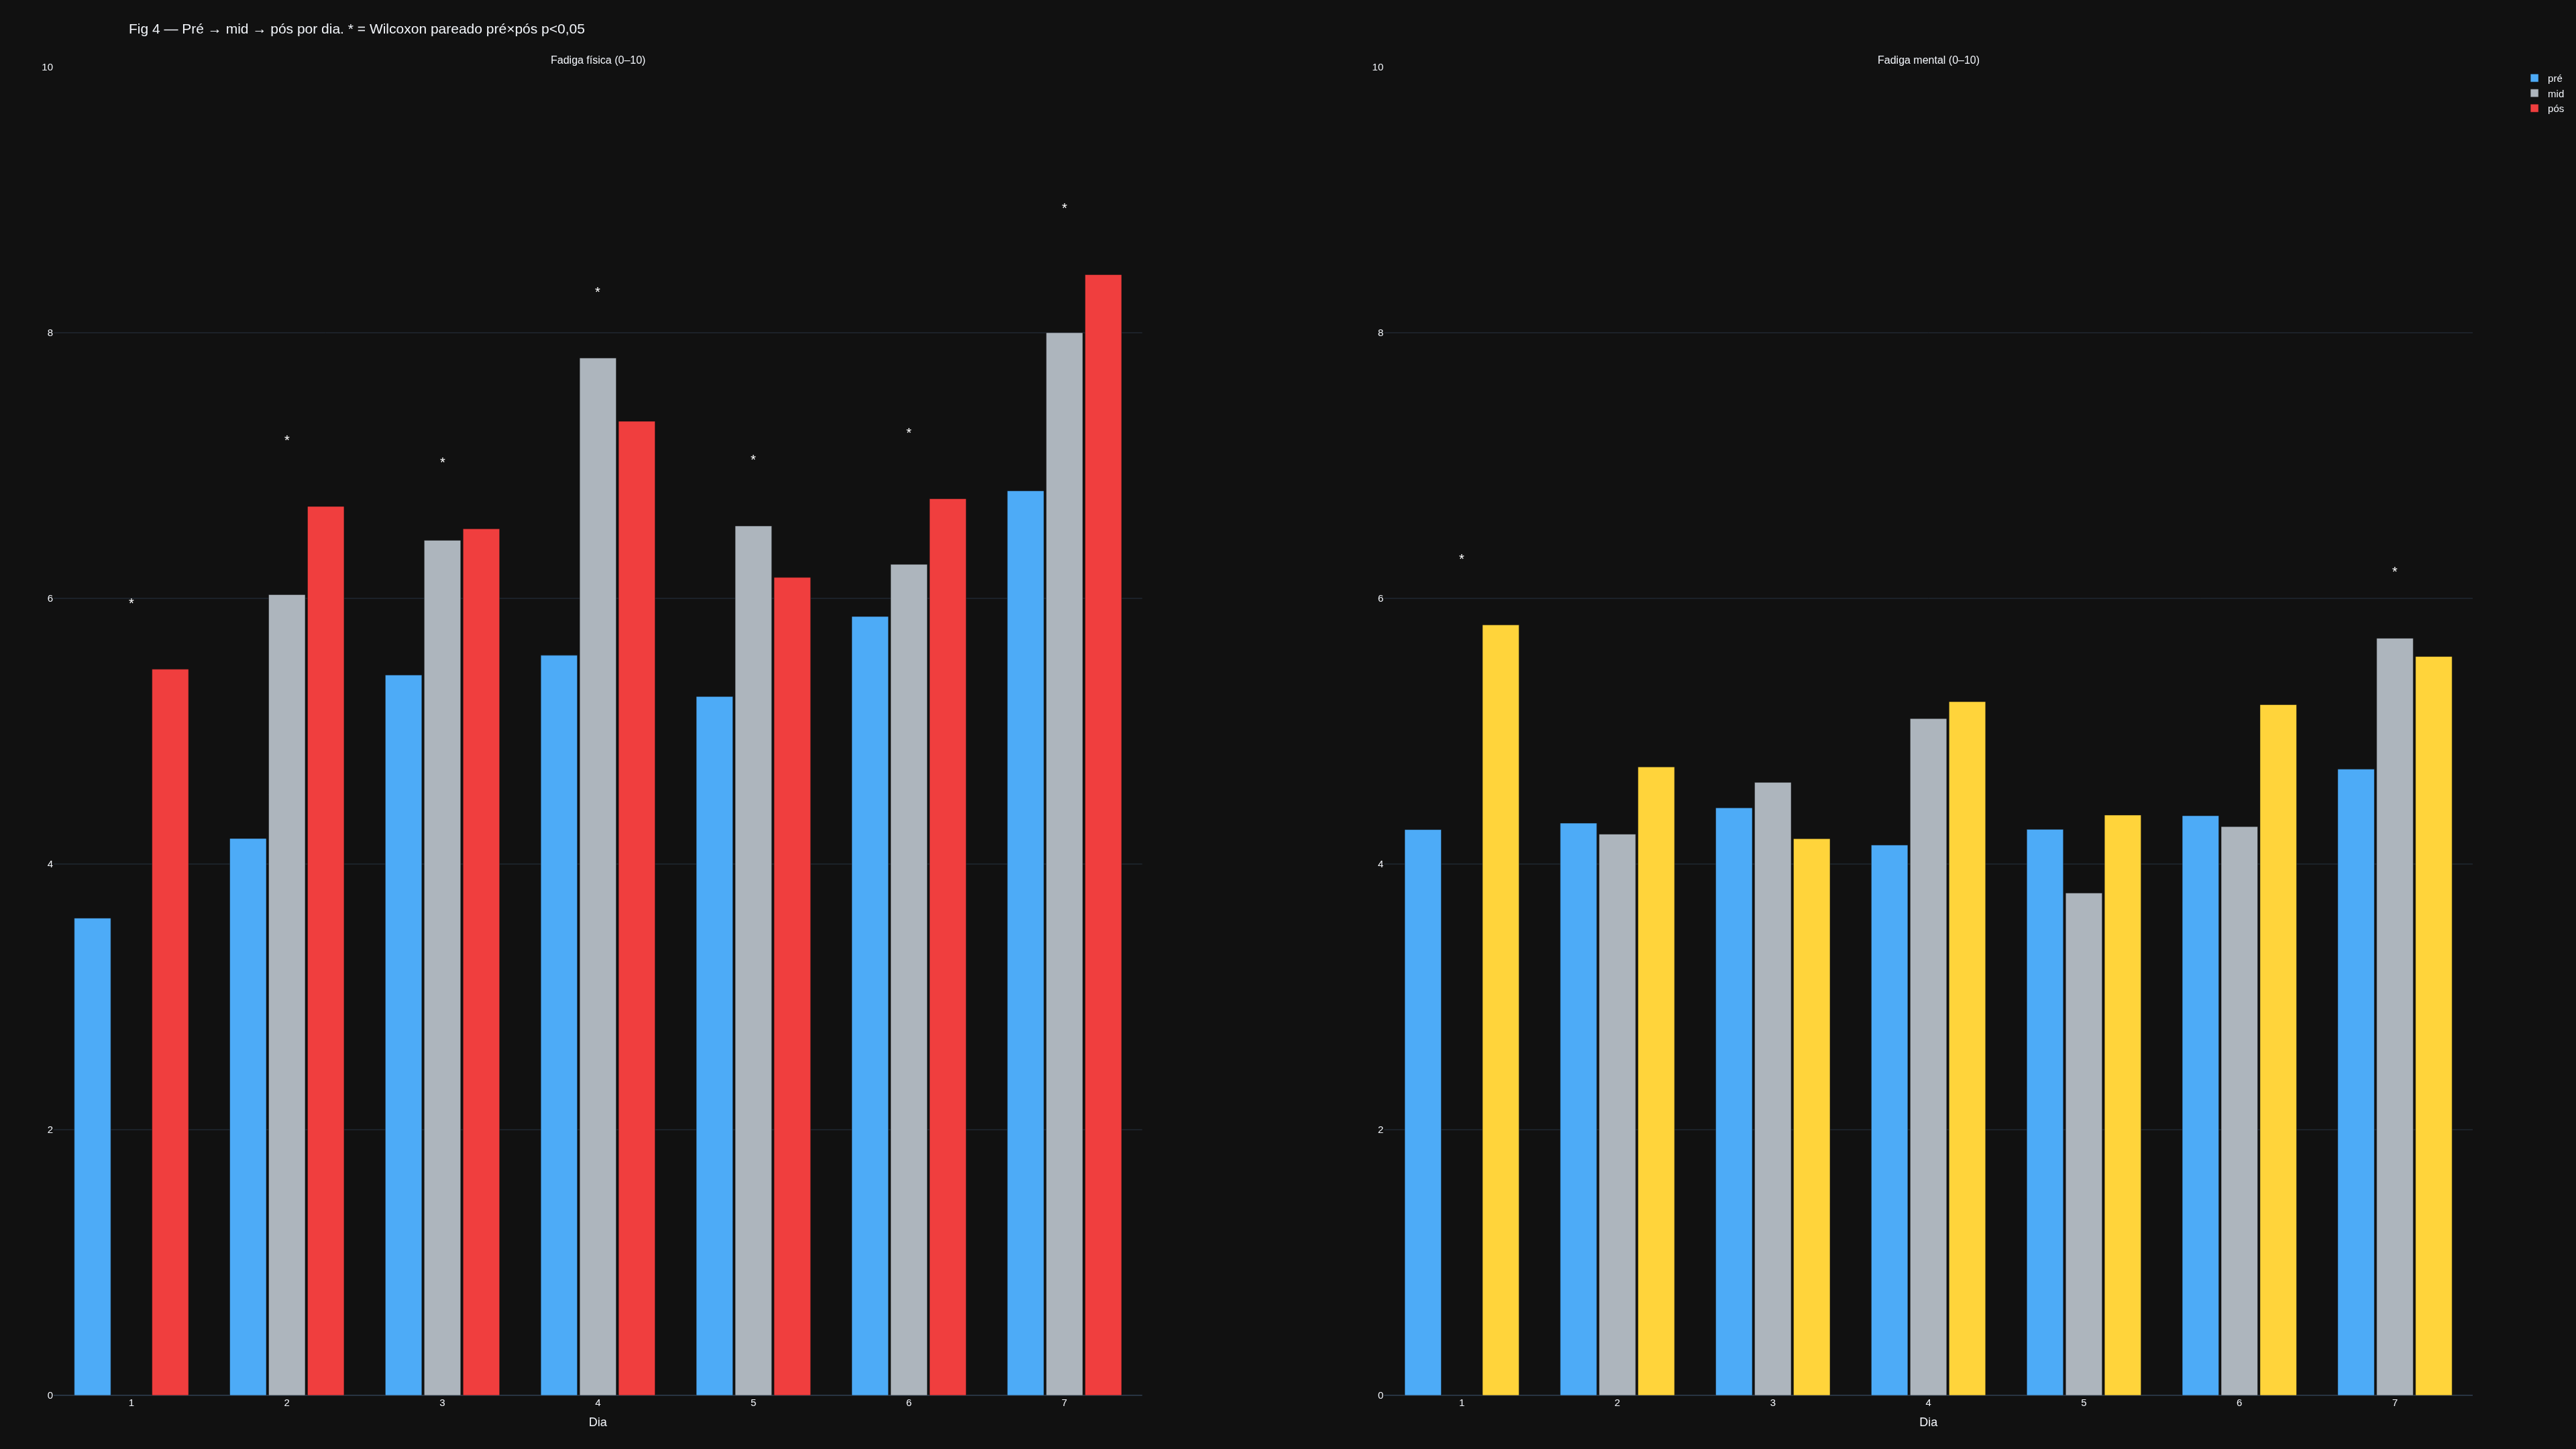 Fig 4 — Pré → mid → pós por dia. * = Wilcoxon pareado pré×pós p<0,05
Fadiga física (0–10)
10
8
6
4
2
0
*
*
*
*
*
*
*
1 2 3 4 5 6 7
Dia
Fadiga mental (0–10)
10
8
6
4
2
0
*
*
1 2 3 4 5 6 7
Dia
pré
mid
pós